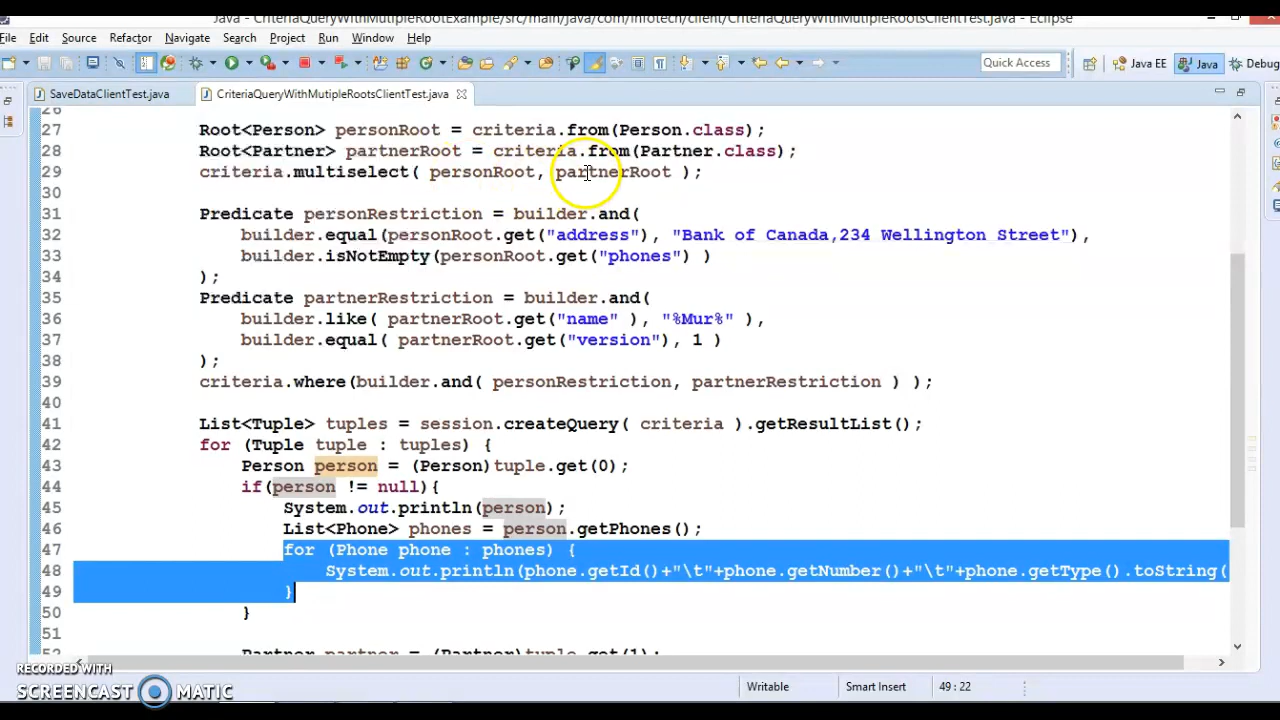 Java - CriteriaQueryWithMutipleRootExample/src/main/java/com/infotech/client/CriteriaQueryWithMutipleRootsClientTest.java - Eclipse
File Edit Source Refactor Navigate Search Project Run Window Help
Quick Access Java EE Java Debug
SaveDataClientTest.java CriteriaQueryWithMutipleRootsClientTest.java
26
27 Root<Person> personRoot = criteria.from(Person.class);
28 Root<Partner> partnerRoot = criteria.from(Partner.class);
29 criteria.multiselect( personRoot, partnerRoot );
30
31 Predicate personRestriction = builder.and(
32 builder.equal(personRoot.get("address"), "Bank of Canada,234 Wellington Street"),
33 builder.isNotEmpty(personRoot.get("phones") )
34 );
35 Predicate partnerRestriction = builder.and(
36 builder.like( partnerRoot.get("name" ), "%Mur%" ),
37 builder.equal( partnerRoot.get("version"), 1 )
38 );
39 criteria.where(builder.and( personRestriction, partnerRestriction ) );
40
41 List<Tuple> tuples = session.createQuery( criteria ).getResultList();
42 for (Tuple tuple : tuples) {
43 Person person = (Person)tuple.get(0);
44 if(person != null){
45 System.out.println(person);
46 List<Phone> phones = person.getPhones();
47 for (Phone phone : phones) {
48 System.out.println(phone.getId()+"\t"+phone.getNumber()+"\t"+phone.getType().toString(
49 }
50 }
51
52 Partner partner = (Partner)tuple.get(1);
RECORDED WITH
SCREENCAST MATIC
Writable Smart Insert 49 : 22